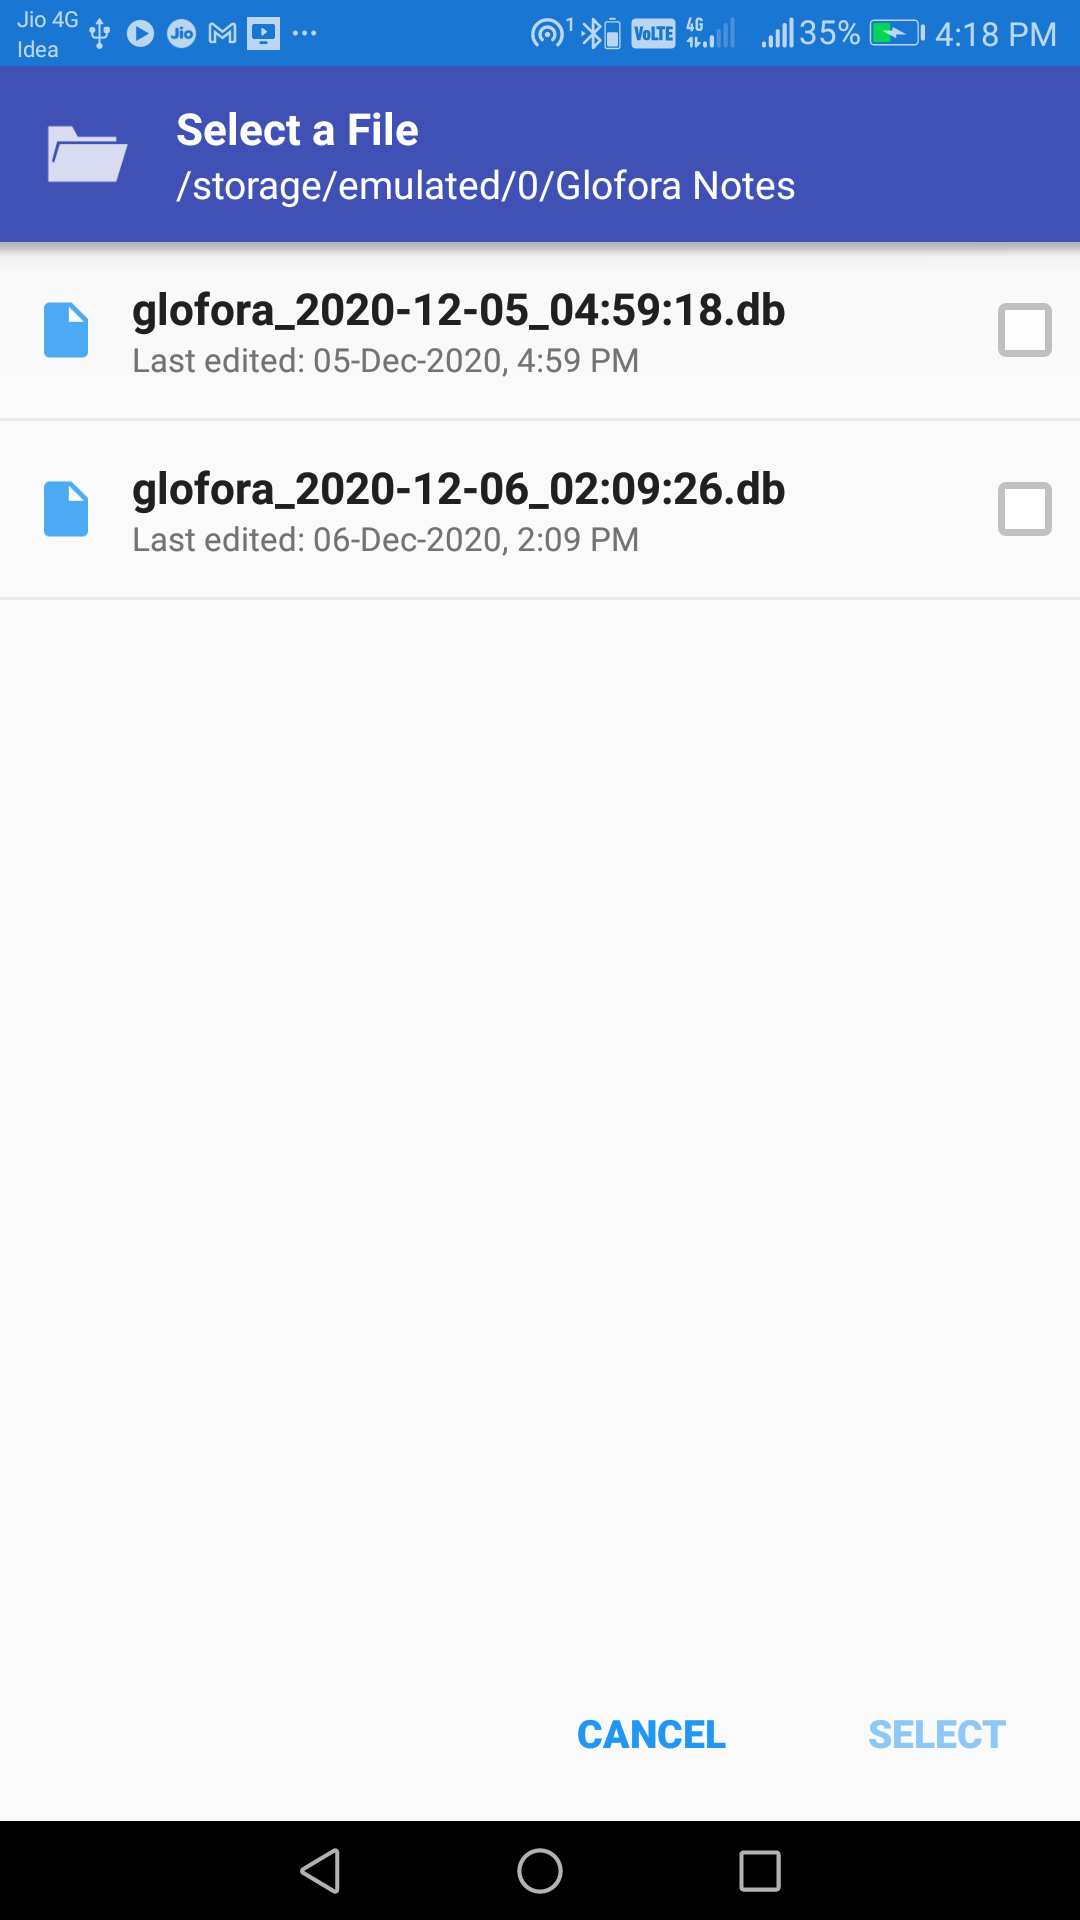 Jio 4G
Idea
Jio
1
VoLTE
4G
35%
4:18 PM
Select a File
/storage/emulated/0/Glofora Notes
glofora_2020-12-05_04:59:18.db
Last edited: 05-Dec-2020, 4:59 PM
glofora_2020-12-06_02:09:26.db
Last edited: 06-Dec-2020, 2:09 PM
CANCEL
SELECT